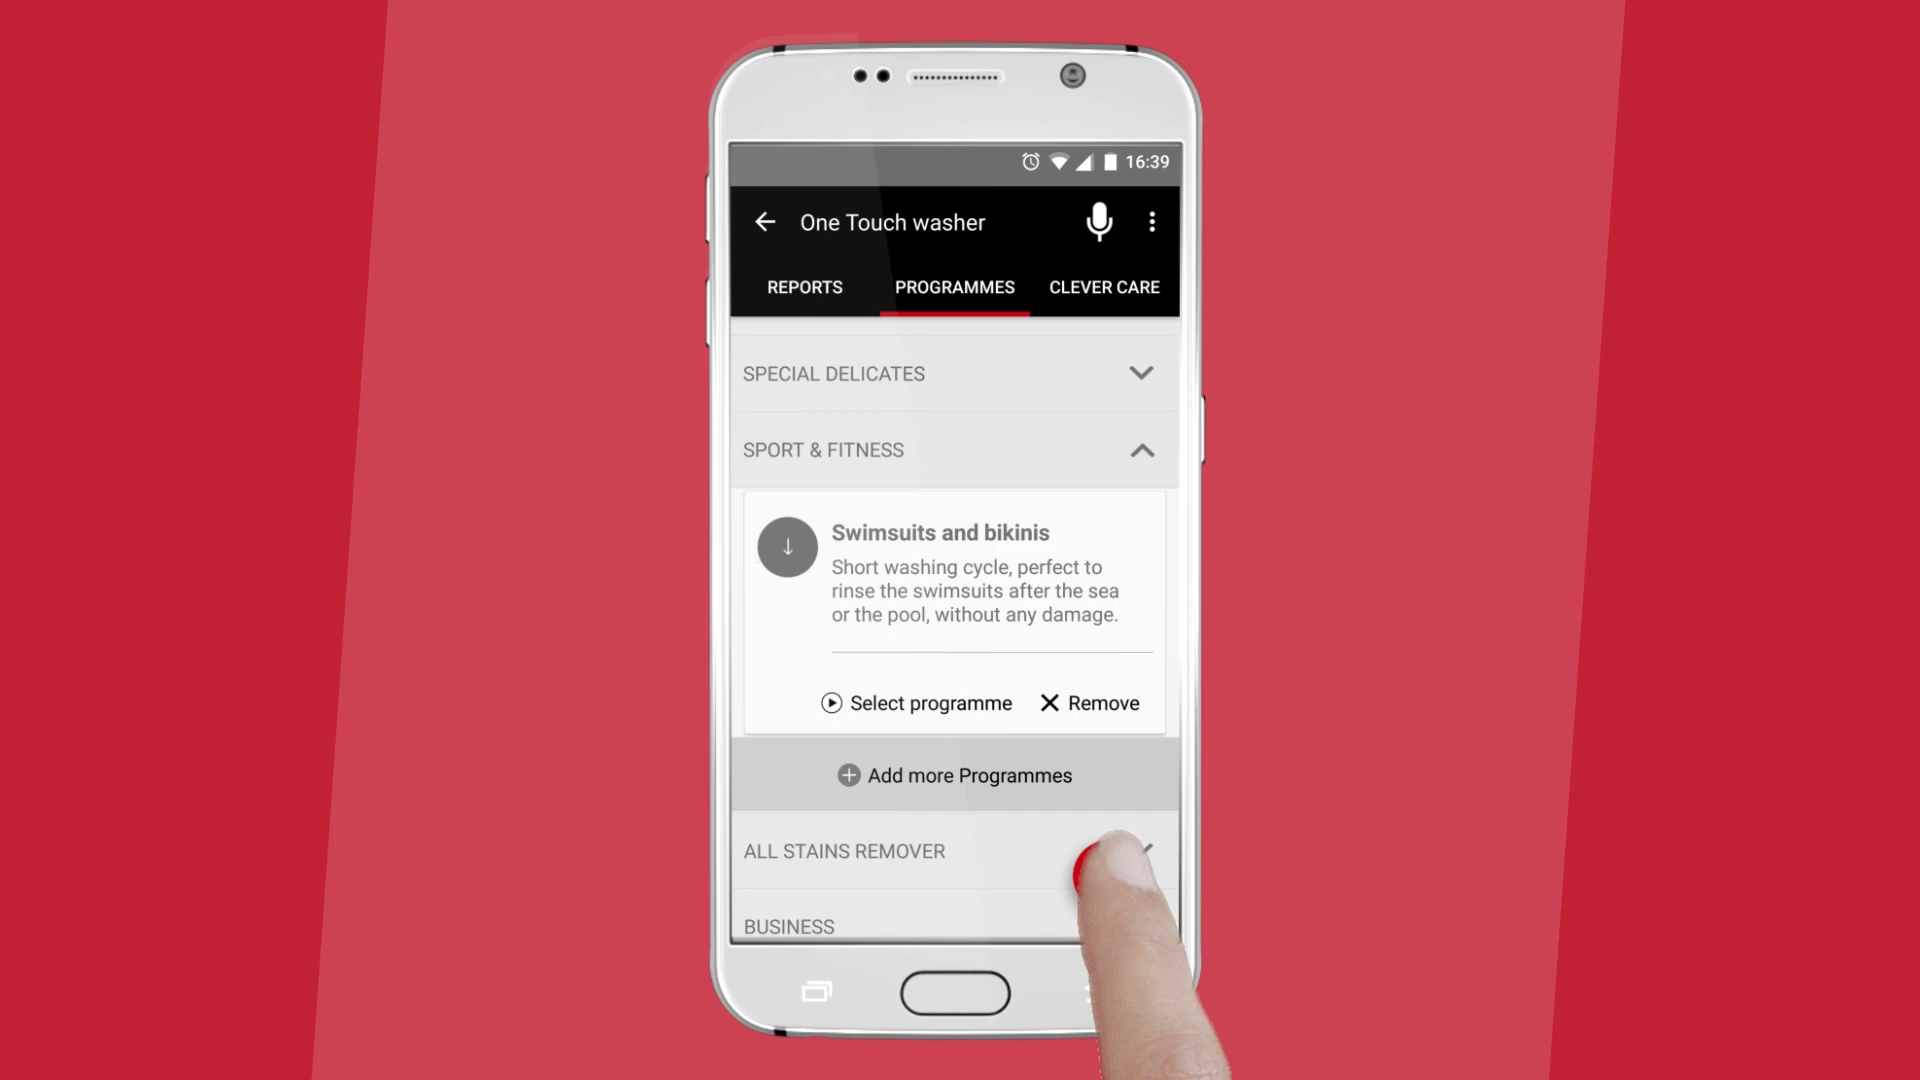 16:39
One Touch washer
REPORTS PROGRAMMES CLEVER CARE
SPECIAL DELICATES
SPORT & FITNESS
Swimsuits and bikinis
Short washing cycle, perfect to
rinse the swimsuits after the sea
or the pool, without any damage.
Select programme Remove
Add more Programmes
ALL STAINS REMOVER
BUSINESS